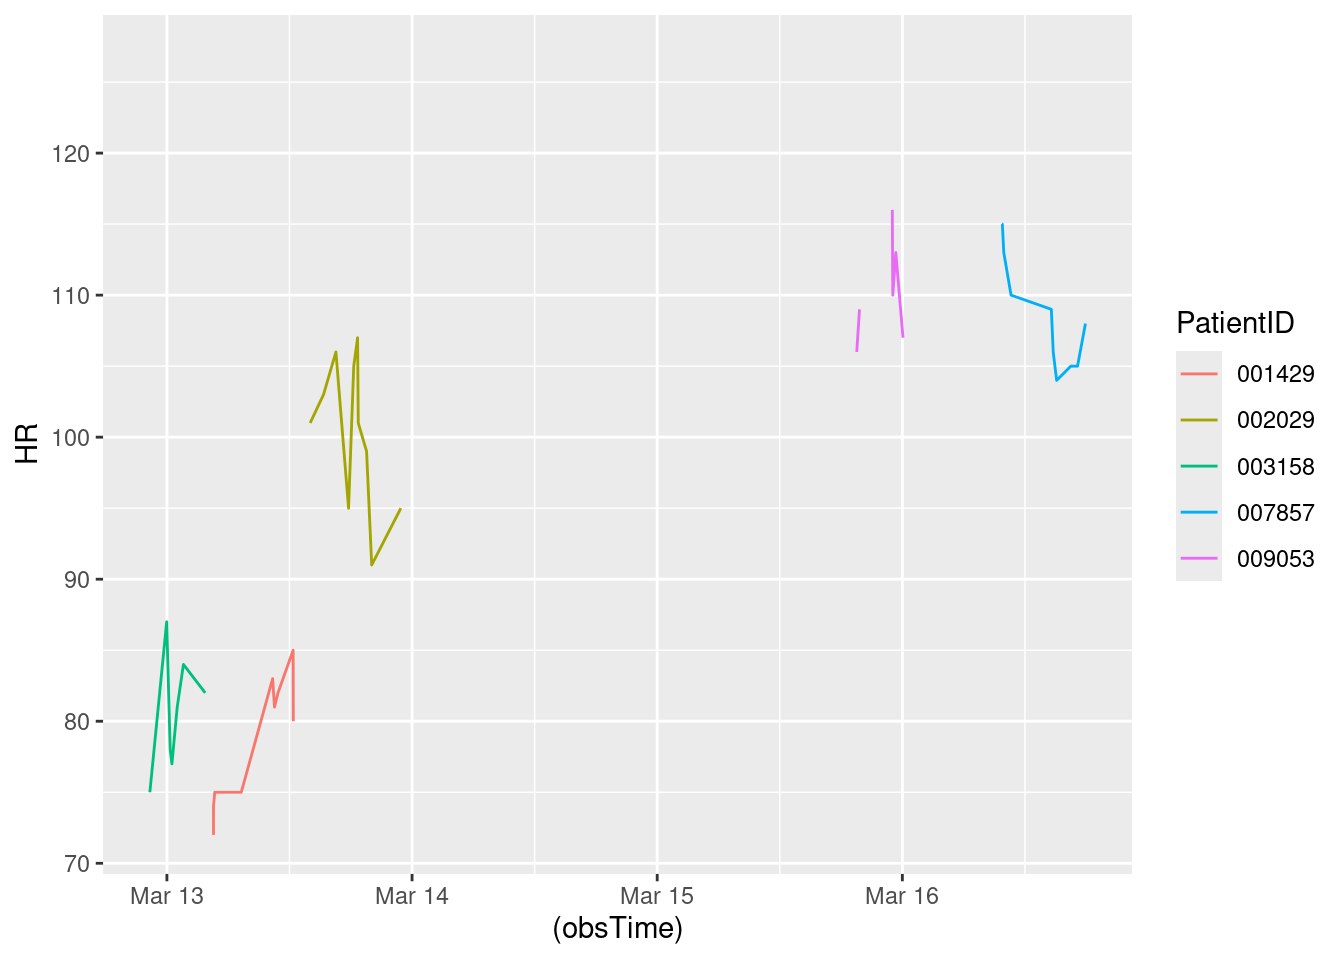 120
110
100
90
80
70
HR
Mar 13
Mar 14
Mar 15
Mar 16
(obsTime)
PatientID
001429
002029
003158
007857
009053